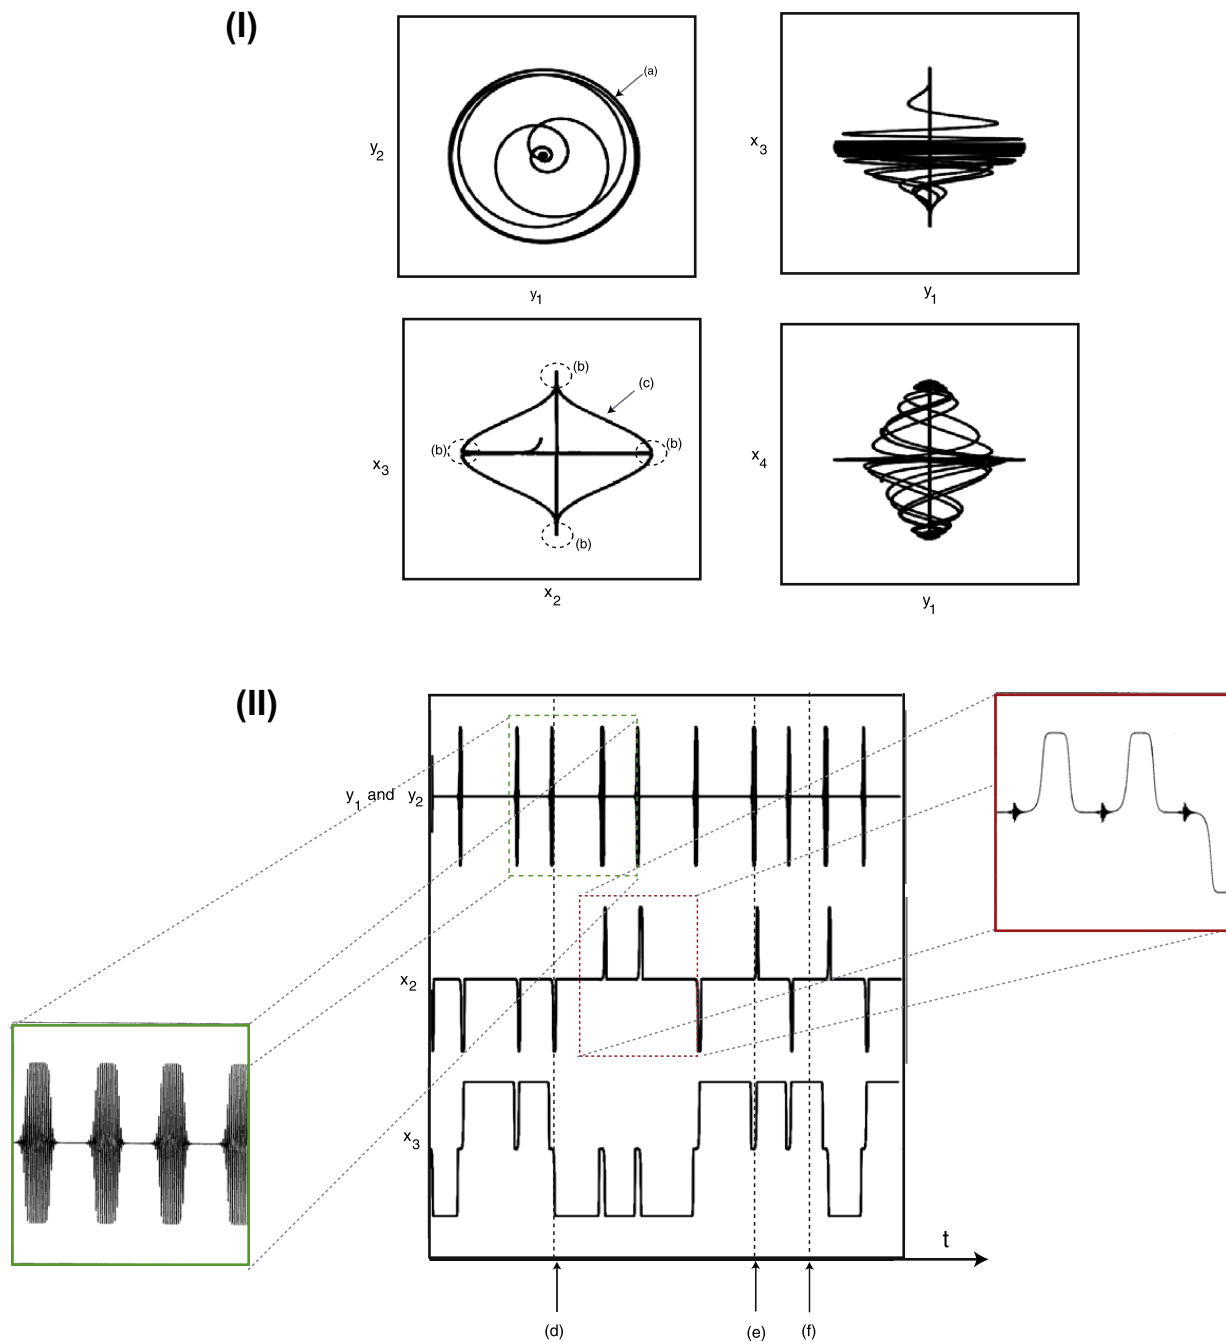 (I)
(a)
y2
y1
x3
y1
(b)
(c)
(b)
(b)
x3
(b)
x2
x4
y1
(II)
y1 and y2
x2
x3
t
(d)
(e)
(f)